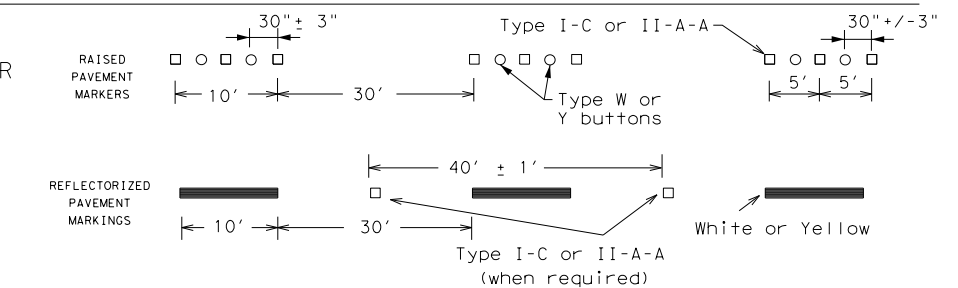 30"± 3"
Type I-C or II-A-A
30"+/-3"
R
RAISED
PAVEMENT
MARKERS
10'
30'
5'
5'
Type W or
Y buttons
40' ± 1'
REFLECTORIZED
PAVEMENT
MARKINGS
10'
30'
White or Yellow
Type I-C or II-A-A
(when required)